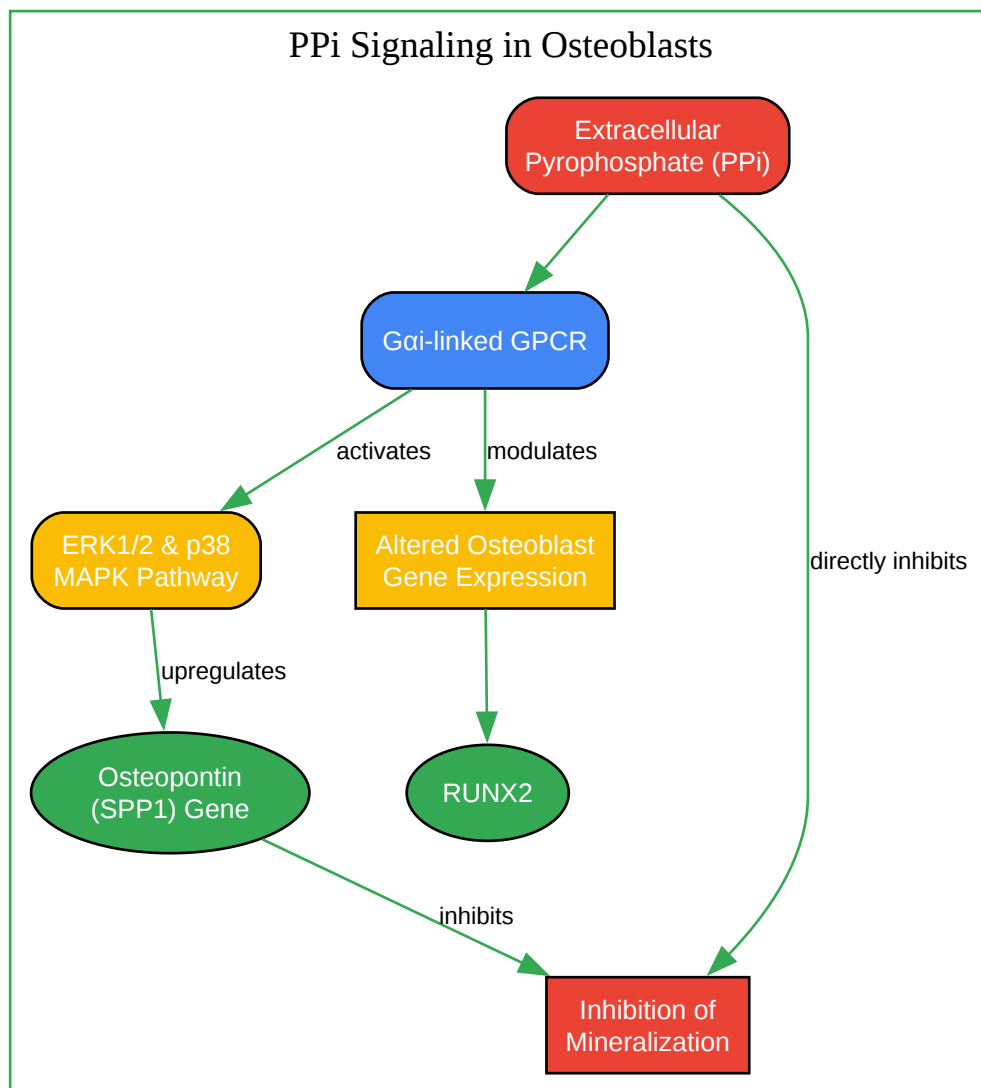 PPi Signaling in Osteoblasts
Extracellular
Pyrophosphate (PPi)
Gαi-linked GPCR
activates
modulates
ERK1/2 & p38
MAPK Pathway
Altered Osteoblast
Gene Expression
directly inhibits
upregulates
Osteopontin
(SPP1) Gene
RUNX2
inhibits
Inhibition of
Mineralization